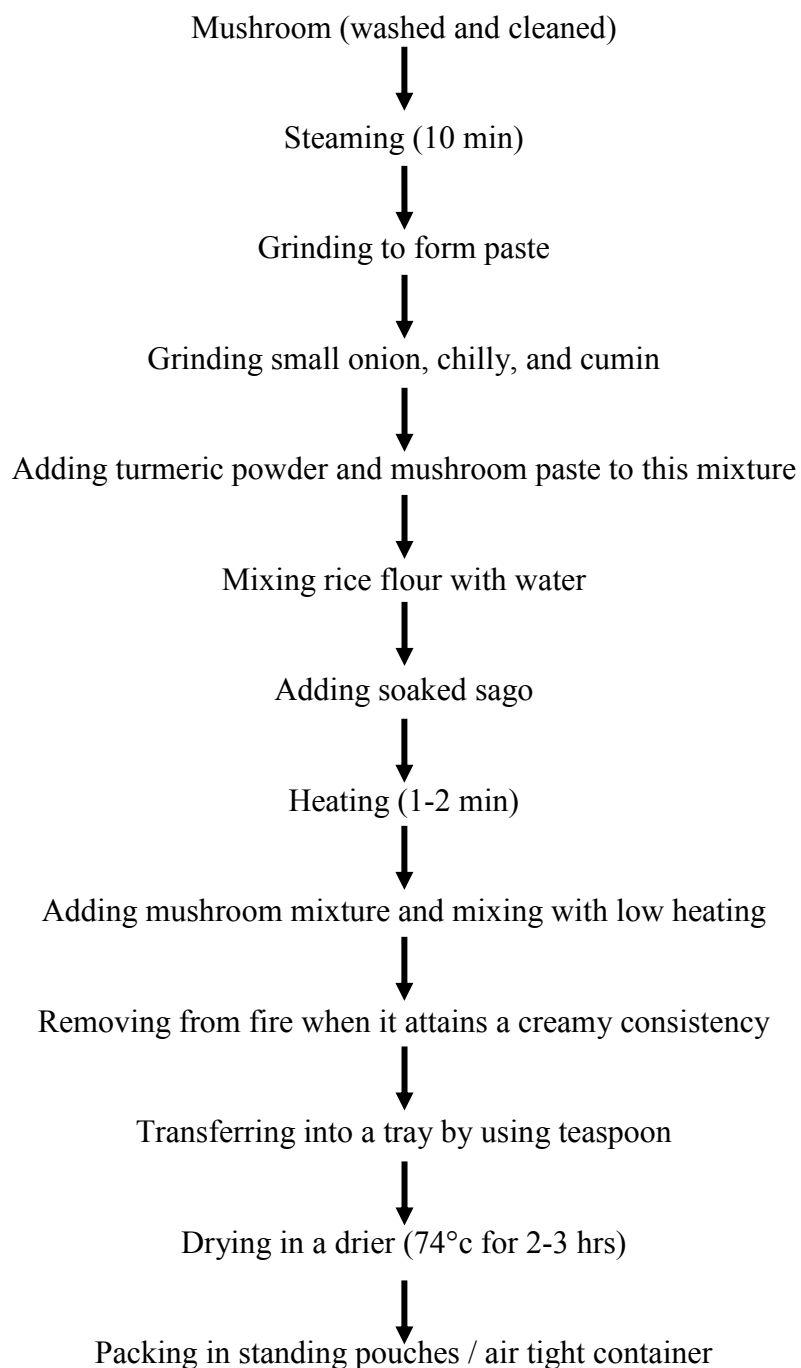 Mushroom (washed and cleaned)
Steaming (10 min)
Grinding to form paste
Grinding small onion, chilly, and cumin
Adding turmeric powder and mushroom paste to this mixture
Mixing rice flour with water
Adding soaked sago
Heating (1-2 min)
Adding mushroom mixture and mixing with low heating
Removing from fire when it attains a creamy consistency
Transferring into a tray by using teaspoon
Drying in a drier (74°c for 2-3 hrs)
Packing in standing pouches / air tight container